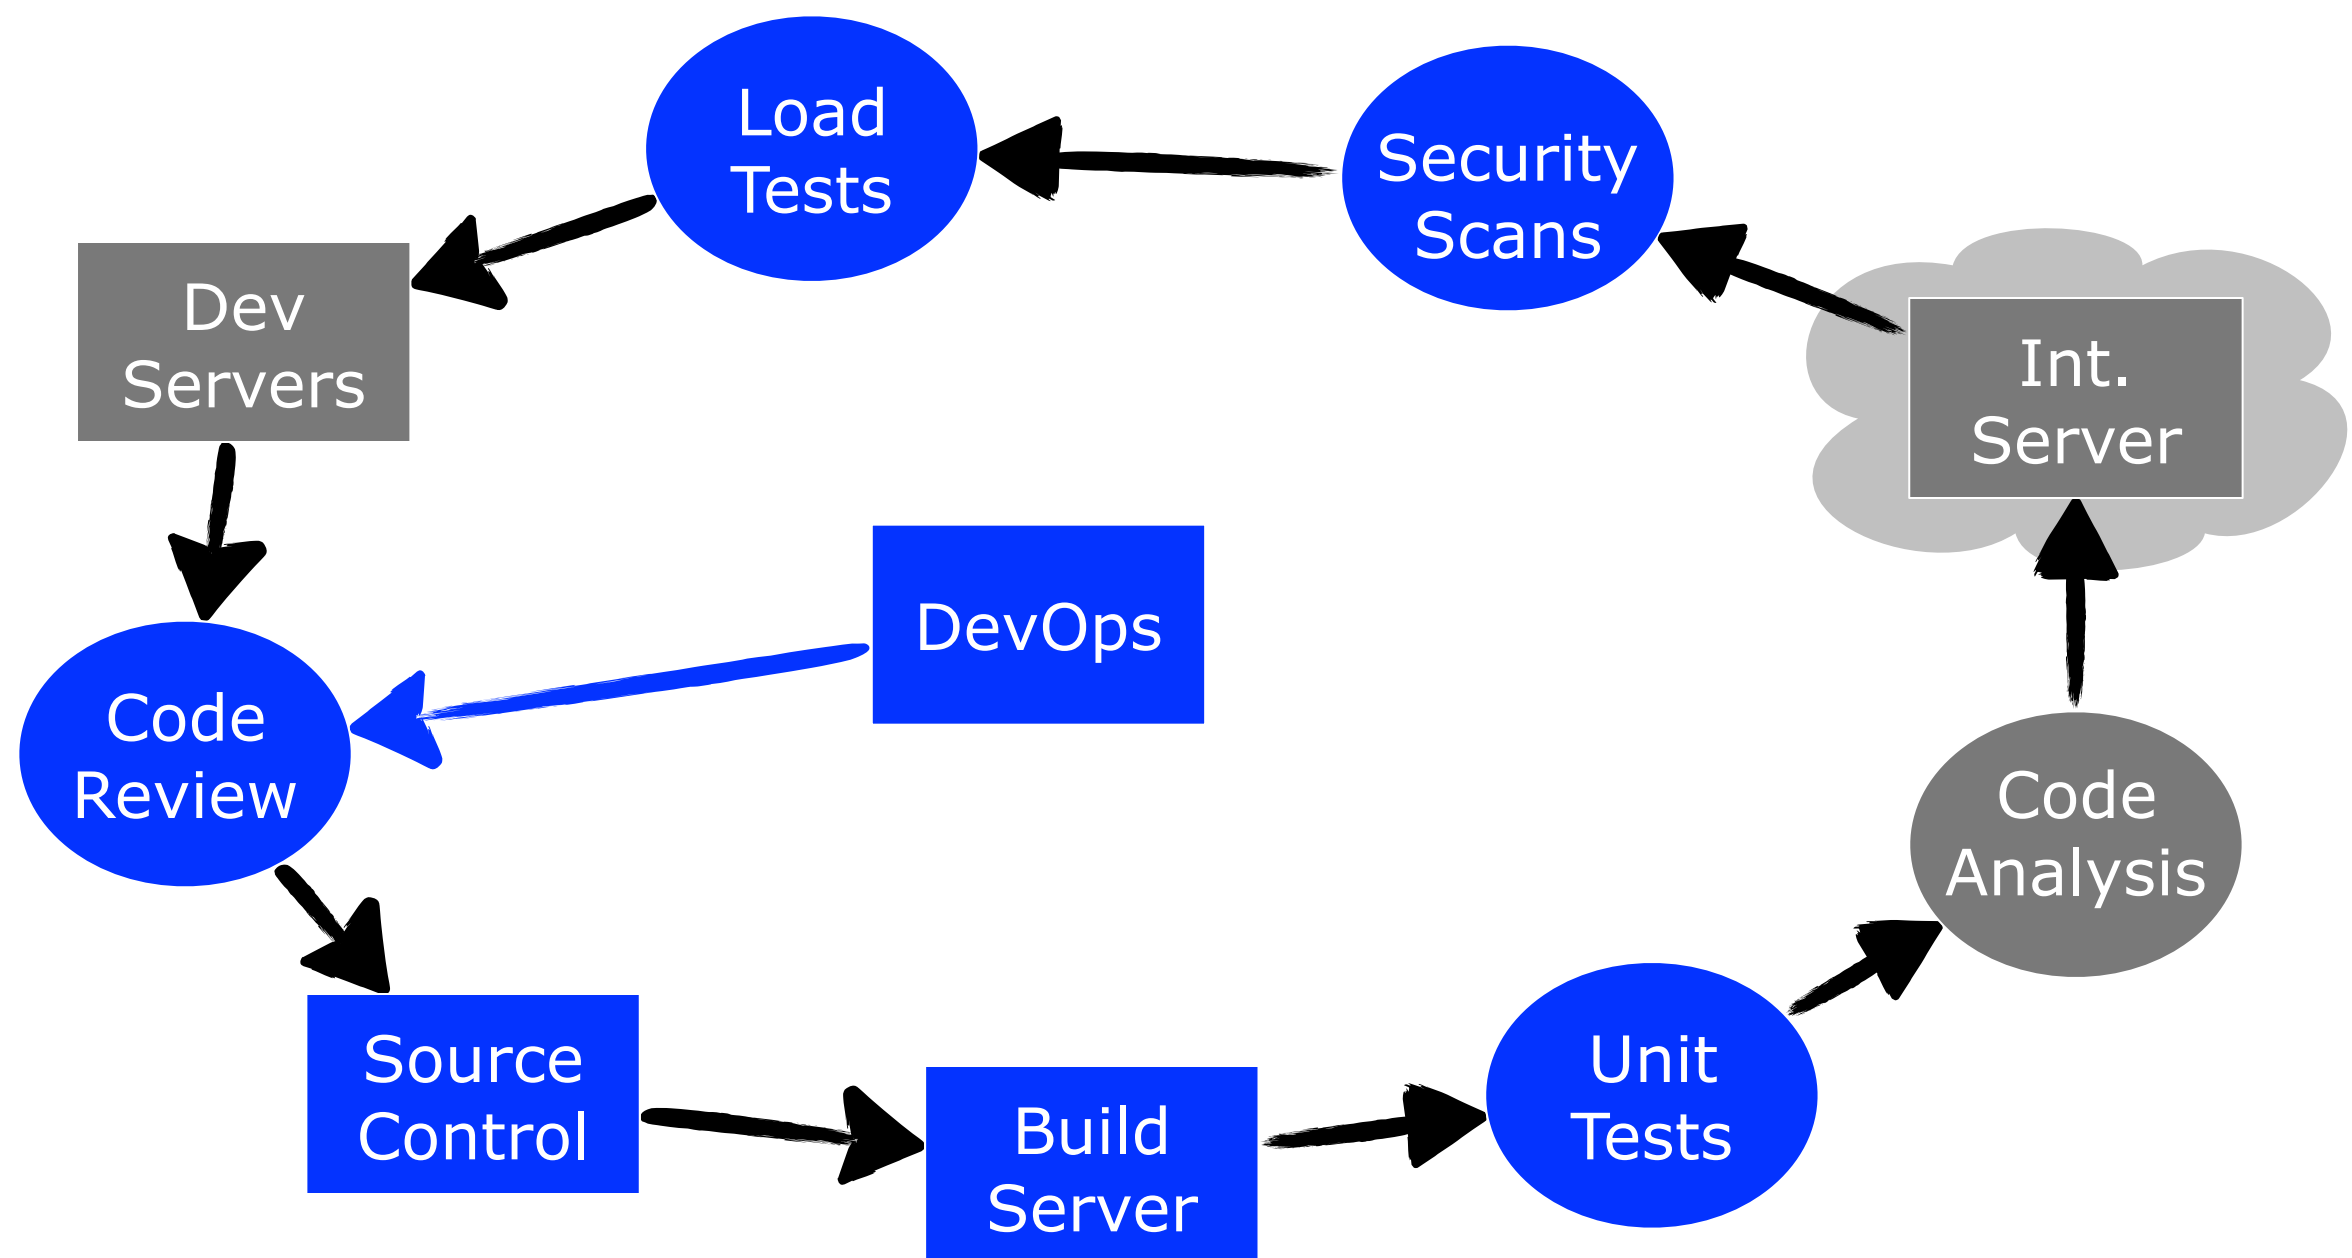 Load
Tests
Security
Scans
Dev
Servers
Int.
Server
DevOps
Code
Review
Code
Analysis
Source
Control
Build
Server
Unit
Tests